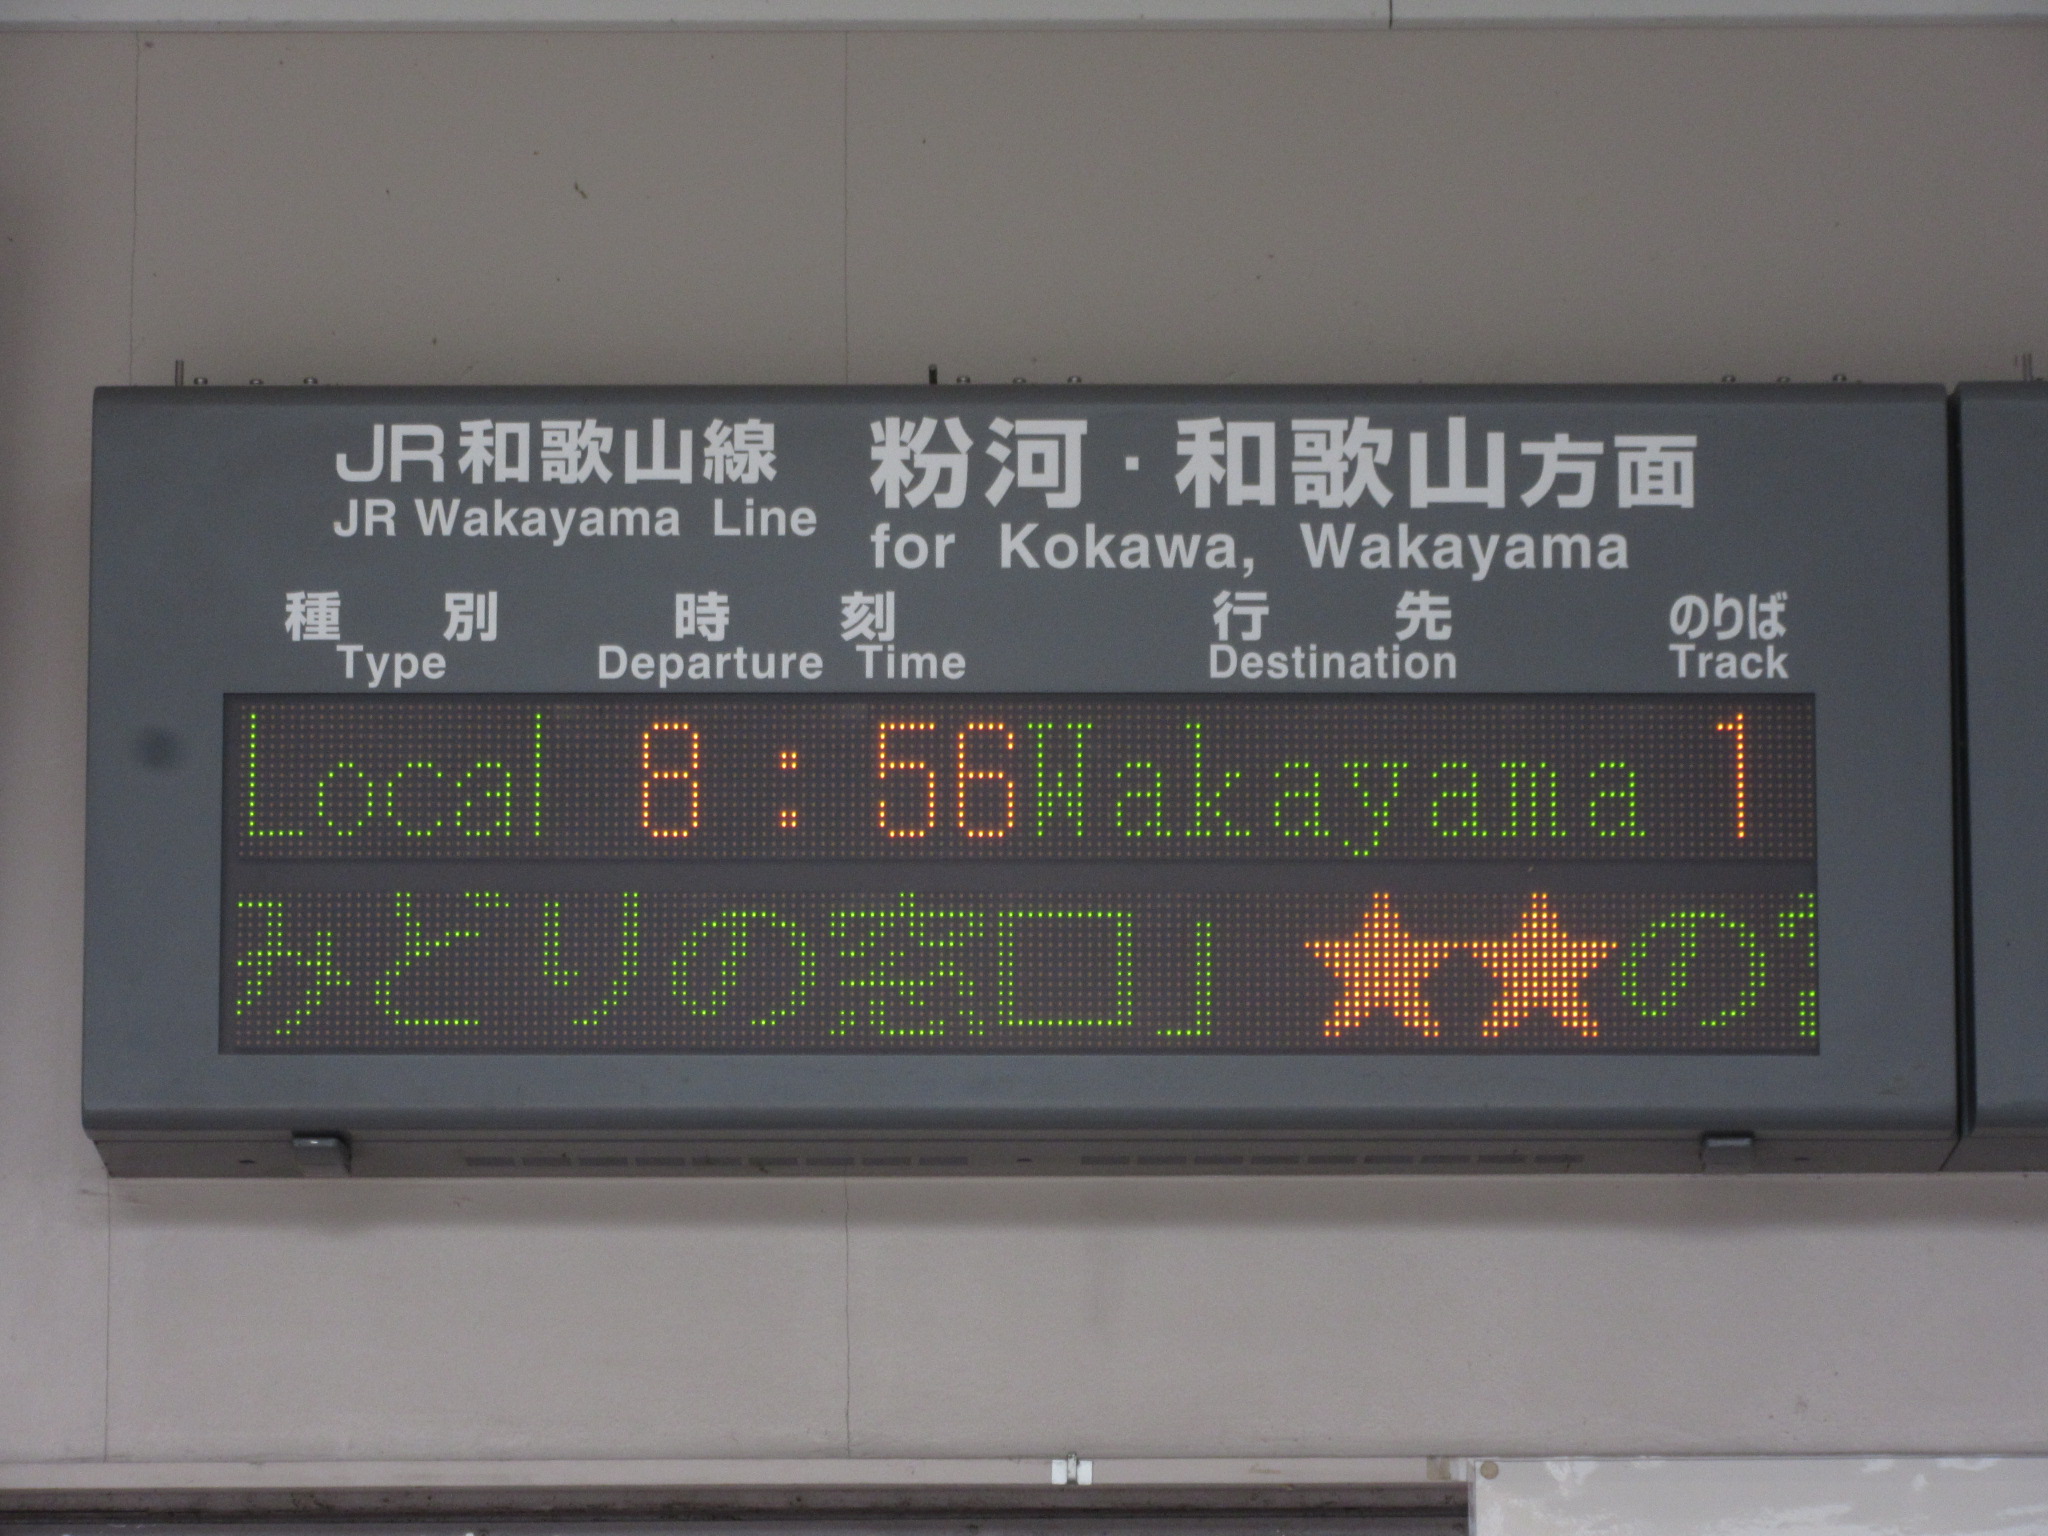 JR和歌山線 粉河・和歌山方面
JR Wakayama Line for Kokawa, Wakayama
種別 時刻 行先 のりば
Type Departure Time Destination Track
Local 8:56 Wakayama 1
みどりの窓口」 ★★の